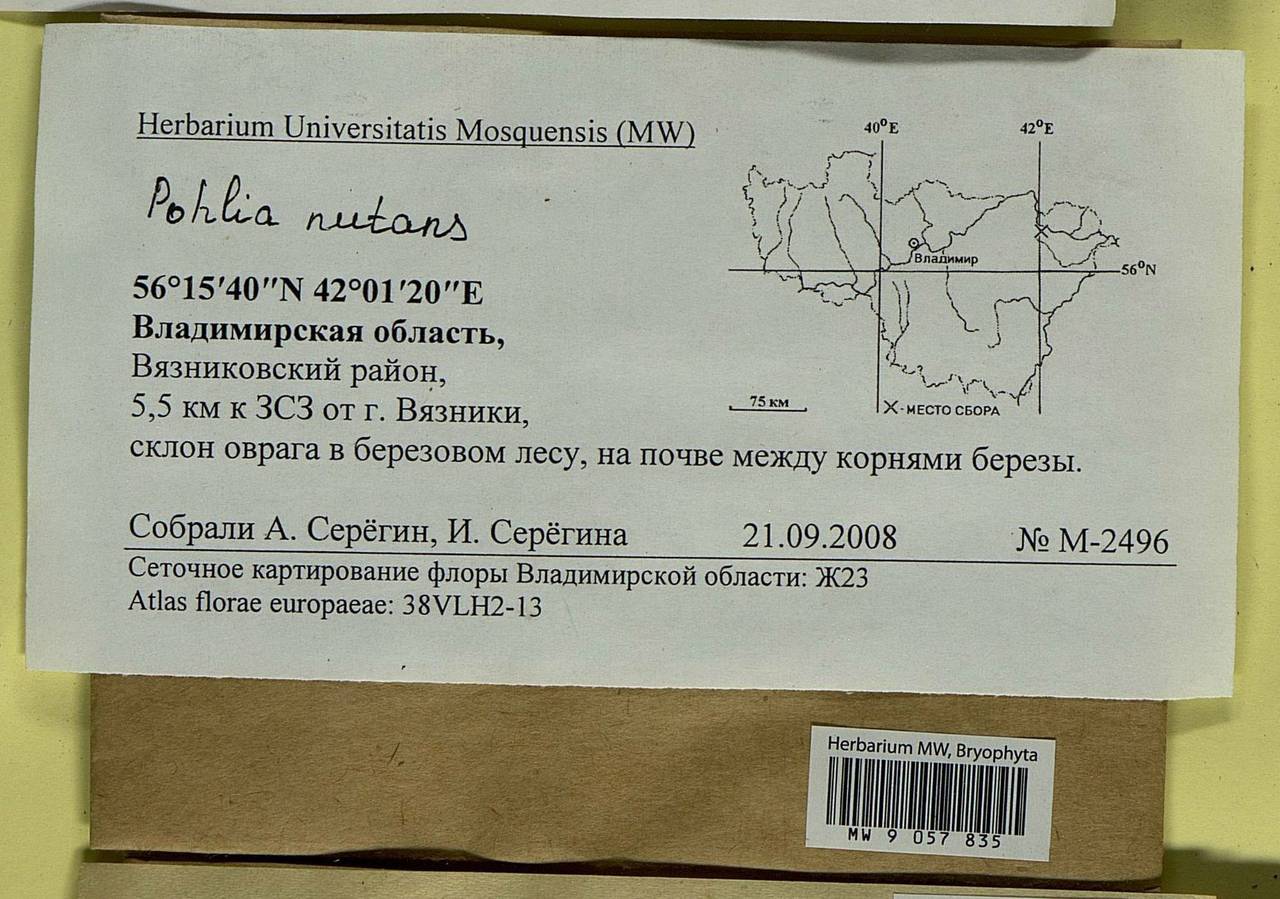 Herbarium Universitatis Mosquensis (MW)
Pohlia nutans
56°15′40″N 42°01′20″E
Владимирская область,
Вязниковский район,
5,5 км к ЗСЗ от г. Вязники,
склон оврага в березовом лесу, на почве между корнями березы.
40°E
42°E
Владимир
56°N
75 км
X-МЕСТО СБОРА
Собрали А. Серёгин, И. Серёгина 21.09.2008 № М-2496
Сеточное картирование флоры Владимирской области: Ж23
Atlas florae europaeae: 38VLH2-13
Herbarium MW, Bryophyta
MW 9 057 835